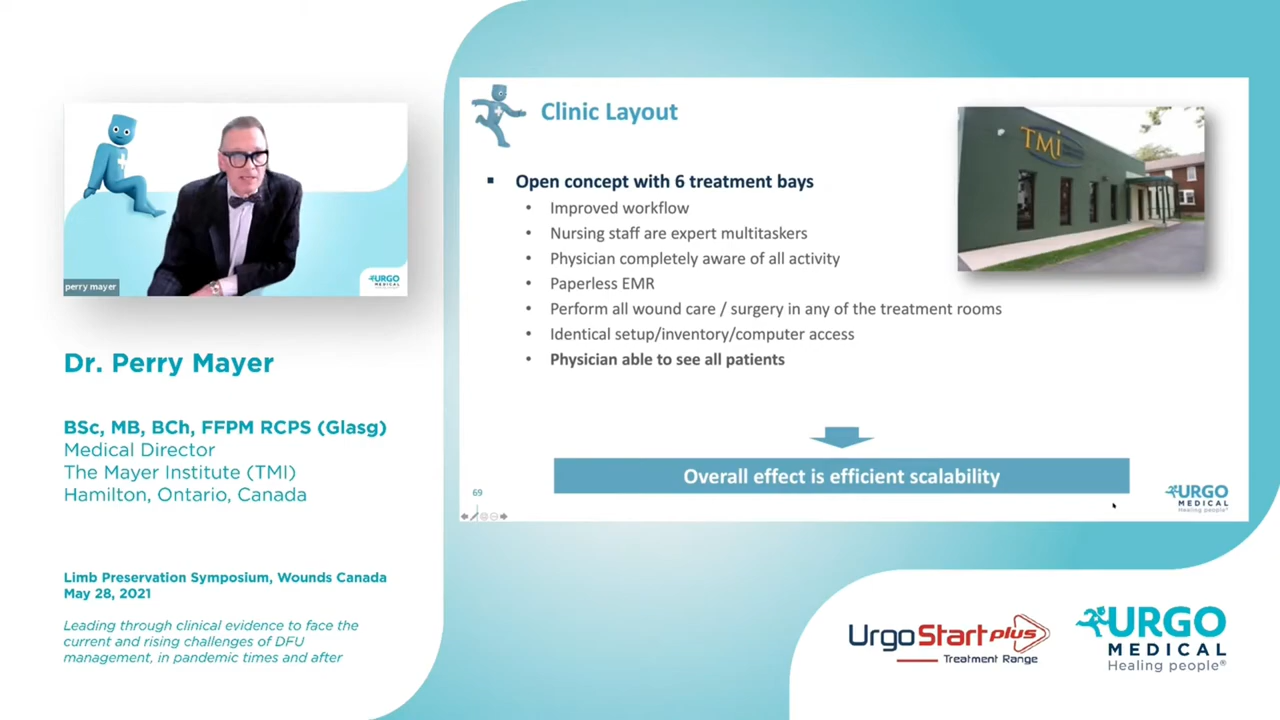 perry mayer
URGO
MEDICAL
Dr. Perry Mayer
BSc, MB, BCh, FFPM RCPS (Glasg)
Medical Director
The Mayer Institute (TMI)
Hamilton, Ontario, Canada
Limb Preservation Symposium, Wounds Canada
May 28, 2021
Leading through clinical evidence to face the
current and rising challenges of DFU
management, in pandemic times and after
Clinic Layout
TMI
▪ Open concept with 6 treatment bays
• Improved workflow
• Nursing staff are expert multitaskers
• Physician completely aware of all activity
• Paperless EMR
• Perform all wound care / surgery in any of the treatment rooms
• Identical setup/inventory/computer access
• Physician able to see all patients
Overall effect is efficient scalability
69
URGO
MEDICAL
Healing people®
UrgoStart plus
Treatment Range
URGO
MEDICAL
Healing people®